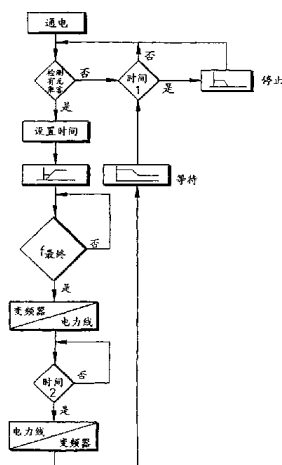 通电
检测
有无
乘客
否
是
否
时间
1
是
停止
设置时间
等待
f最终
否
是
变频器
电力线
时间
2
否
是
电力线
变频器